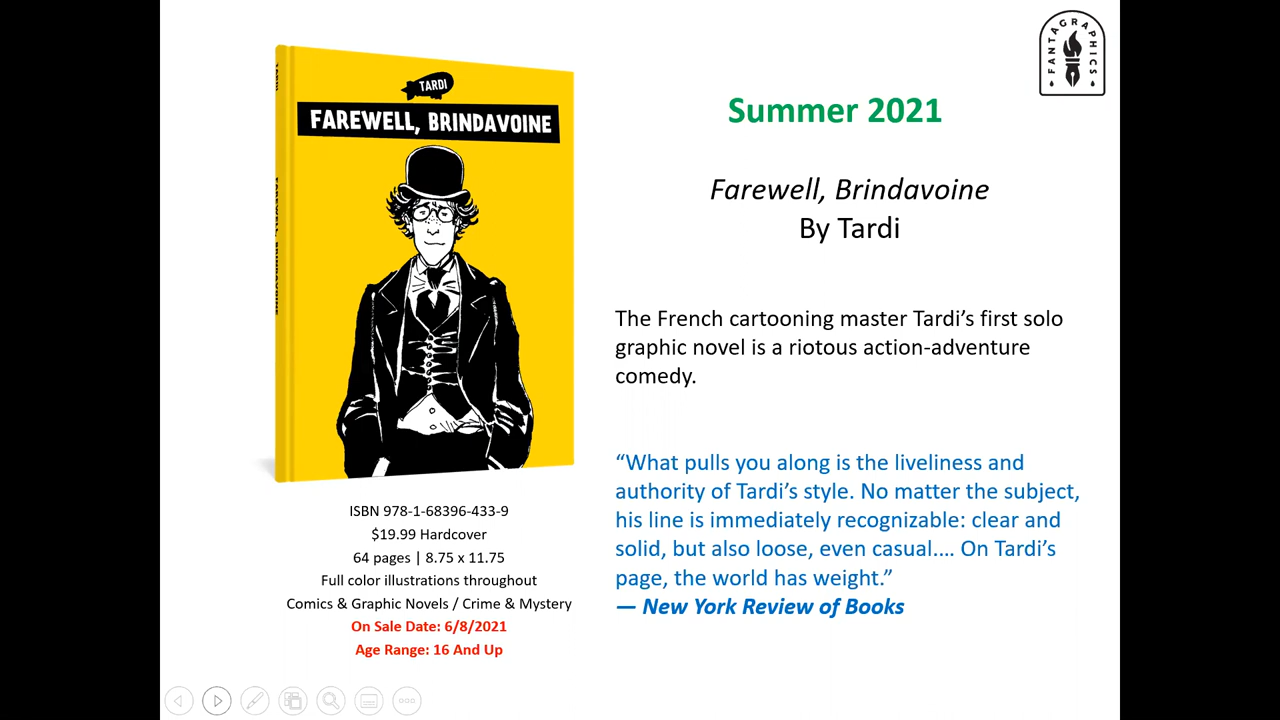 TARDI
FAREWELL, BRINDAVOINE
TARDI
FAREWELL, BRINDAVOINE
ISBN 978-1-68396-433-9
$19.99 Hardcover
64 pages | 8.75 x 11.75
Full color illustrations throughout
Comics & Graphic Novels / Crime & Mystery
On Sale Date: 6/8/2021
Age Range: 16 And Up
FANTAGRAPHICS
Summer 2021
Farewell, Brindavoine
By Tardi
The French cartooning master Tardi’s first solo
graphic novel is a riotous action-adventure
comedy.
“What pulls you along is the liveliness and
authority of Tardi’s style. No matter the subject,
his line is immediately recognizable: clear and
solid, but also loose, even casual.... On Tardi’s
page, the world has weight.”
— New York Review of Books